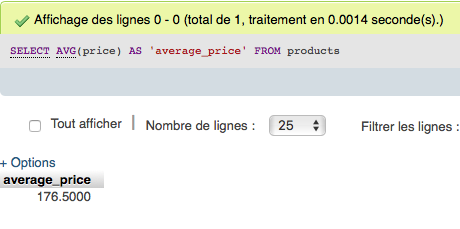 Affichage des lignes 0 - 0 (total de 1, traitement en 0.0014 seconde(s).)
SELECT AVG(price) AS 'average_price' FROM products
Tout afficher | Nombre de lignes : 25 Filtrer les lignes :
+ Options
average_price
176.5000